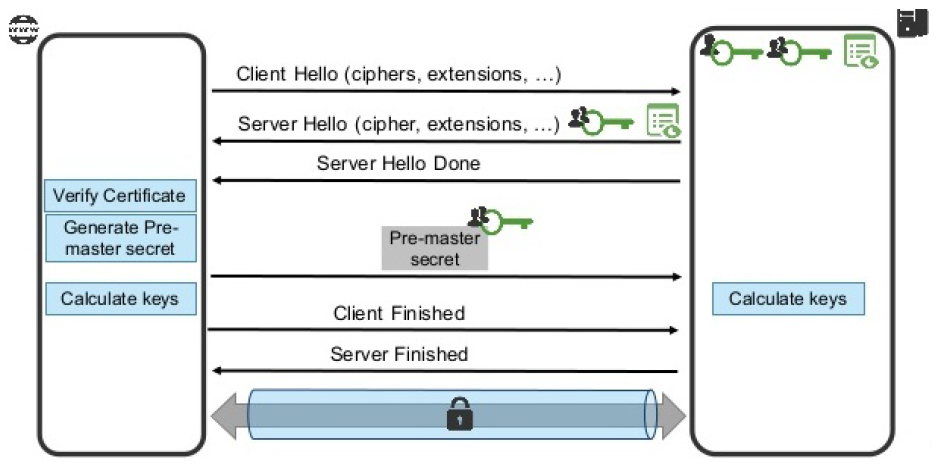 www
Client Hello (ciphers, extensions, …)
Server Hello (cipher, extensions, …)
Server Hello Done
Verify Certificate
Generate Pre-
master secret
Pre-master
secret
Calculate keys
Calculate keys
Client Finished
Server Finished